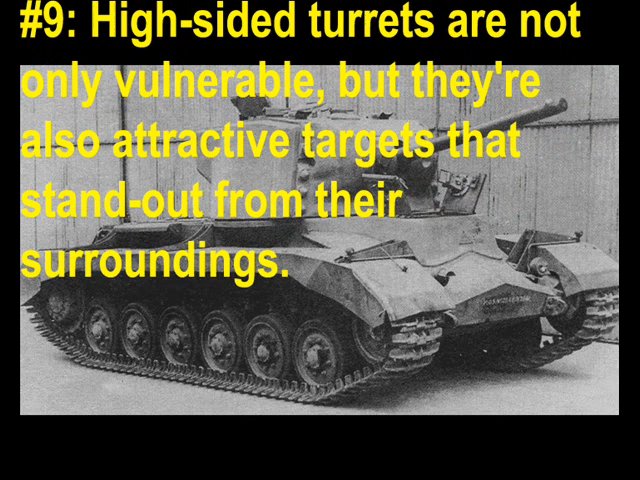 #9: High-sided turrets are not
only vulnerable, but they're
also attractive targets that
stand-out from their
surroundings.